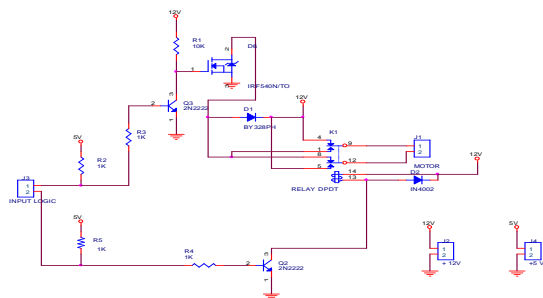 12V
R1
10K
2
D6
1
3
IRF540N/TO
3
Q3
2
2N2222
1
D1
12V
BY328PH
5V
R3
1K
R2
1K
K1
4
9
J1
1
1
2
8
12
12V
MOTOR
5
14
D2
13
RELAY DPDT
IN4002
J3
1
2
INPUT LOGIC
5V
R5
1K
R4
1K
3
2
Q2
2N2222
1
12V
J2
1
2
+ 12V
5V
J4
1
2
+5 V